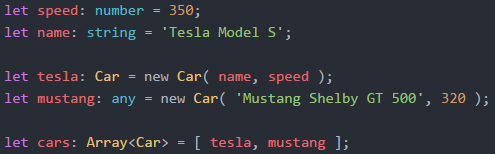 let speed: number = 350;
let name: string = 'Tesla Model S';
let tesla: Car = new Car( name, speed );
let mustang: any = new Car( 'Mustang Shelby GT 500', 320 );
let cars: Array<Car> = [ tesla, mustang ];